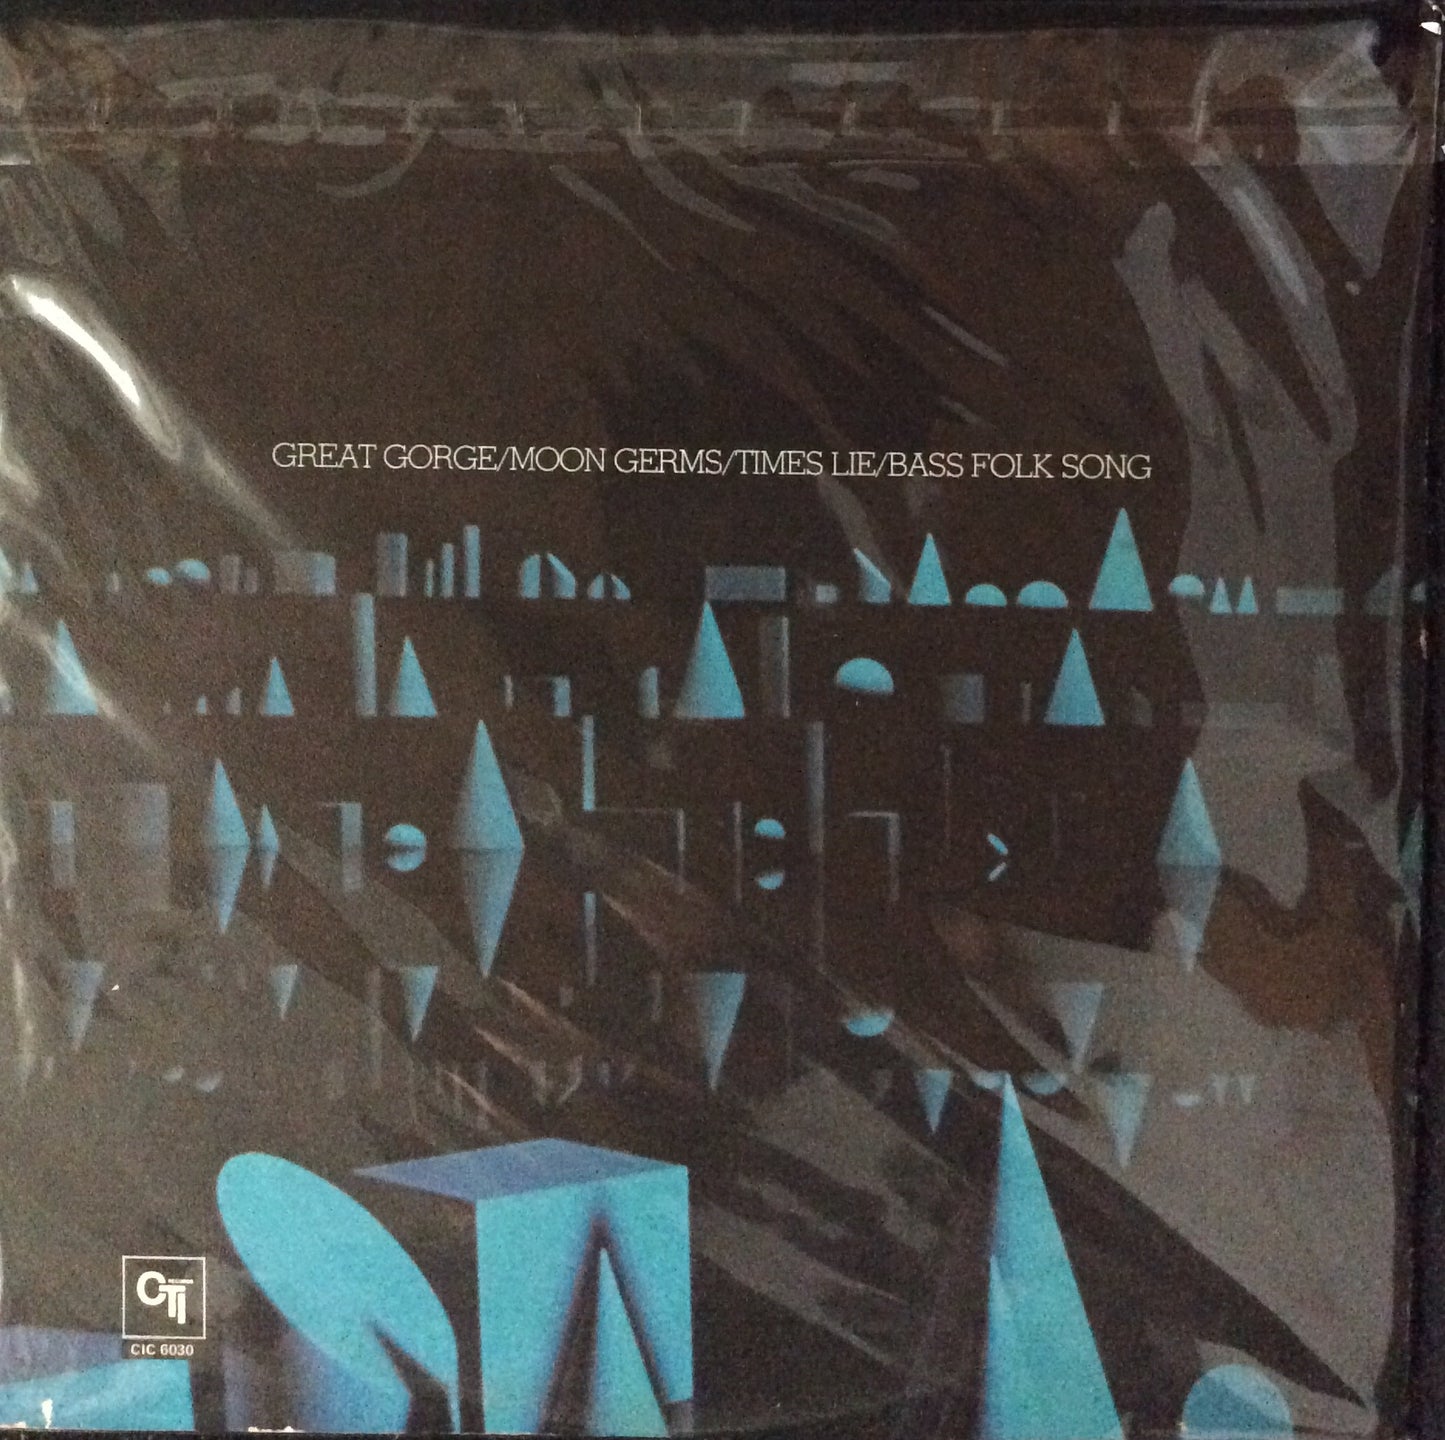 GREAT GORGE/MOON GERMS/TIMES LIE/BASS FOLK SONG
CTI
CIC 6030